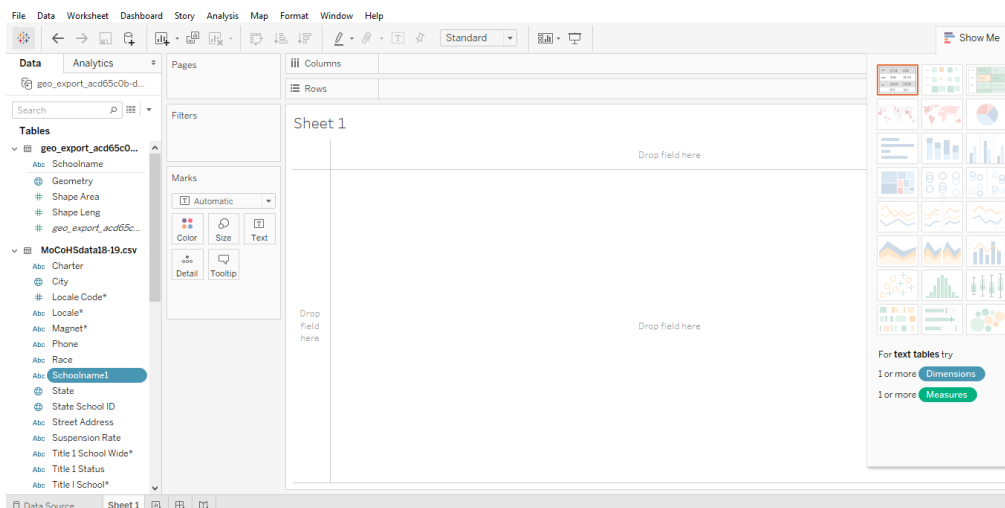 File Data Worksheet Dashboard Story Analysis Map Format Window Help
Standard
Show Me
Data Analytics
geo_export_acd65c0b-d...
Search
Tables
geo_export_acd65c0...
Abc Schoolname
Geometry
# Shape Area
# Shape Leng
# geo_export_acd65c...
MoCoHSdata18-19.csv
Abc Charter
City
# Locale Code*
Abc Locale*
Abc Magnet*
Abc Phone
Abc Race
Abc Schoolname1
State
State School ID
Abc Street Address
Abc Suspension Rate
Abc Title 1 School Wide*
Abc Title 1 Status
Abc Title I School*
Pages
Filters
Marks
T Automatic
Color Size Text
Detail Tooltip
Columns
Rows
Sheet 1
Drop field here
Drop
field
here
Drop field here
For text tables try
1 or more Dimensions
1 or more Measures
Data Source Sheet 1